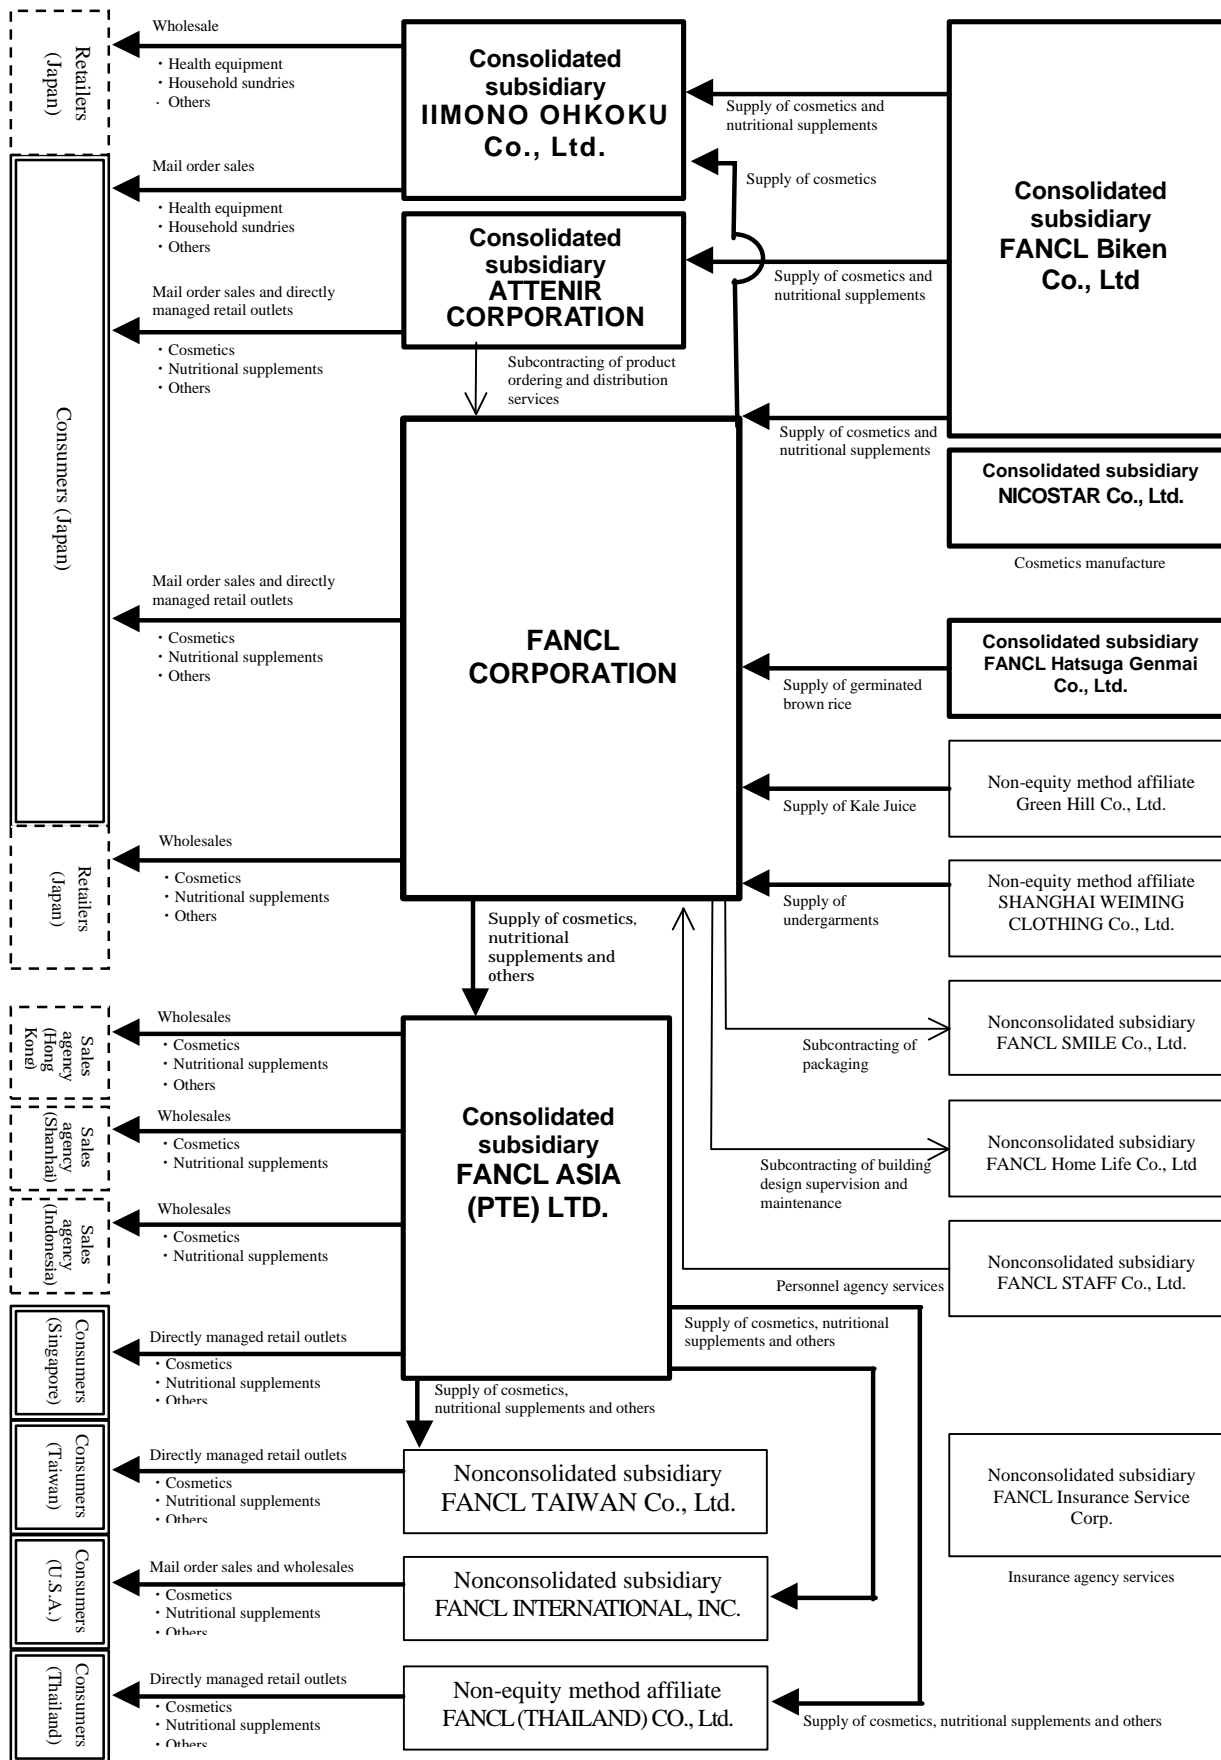 Retailers
(Japan)
Wholesale
・Health equipment
・Household sundries
・Others
Consolidated
subsidiary
IIMONO OHKOKU
Co., Ltd.
Supply of cosmetics and
nutritional supplements
Supply of cosmetics
Consolidated
subsidiary
FANCL Biken
Co., Ltd
Consumers (Japan)
Mail order sales
・Health equipment
・Household sundries
・Others
Consolidated
subsidiary
ATTENIR
CORPORATION
Supply of cosmetics and
nutritional supplements
Mail order sales and directly
managed retail outlets
・Cosmetics
・Nutritional supplements
・Others
Subcontracting of product
ordering and distribution
services
Supply of cosmetics and
nutritional supplements
Consolidated subsidiary
NICOSTAR Co., Ltd.
Cosmetics manufacture
Mail order sales and directly
managed retail outlets
・Cosmetics
・Nutritional supplements
・Others
FANCL
CORPORATION
Supply of germinated
brown rice
Consolidated subsidiary
FANCL Hatsuga Genmai
Co., Ltd.
Supply of Kale Juice
Non-equity method affiliate
Green Hill Co., Ltd.
Retailers
(Japan)
Wholesales
・Cosmetics
・Nutritional supplements
・Others
Supply of
undergarments
Non-equity method affiliate
SHANGHAI WEIMING
CLOTHING Co., Ltd.
Supply of cosmetics,
nutritional
supplements and
others
Sales
agency
(Hong
Kong)
Wholesales
・Cosmetics
・Nutritional supplements
・Others
Subcontracting of
packaging
Nonconsolidated subsidiary
FANCL SMILE Co., Ltd.
Sales
agency
(Shanhai)
Wholesales
・Cosmetics
・Nutritional supplements
Consolidated
subsidiary
FANCL ASIA
(PTE) LTD.
Subcontracting of building
design supervision and
maintenance
Nonconsolidated subsidiary
FANCL Home Life Co., Ltd
Sales
agency
(Indonesia)
Wholesales
・Cosmetics
・Nutritional supplements
Personnel agency services
Nonconsolidated subsidiary
FANCL STAFF Co., Ltd.
Consumers
(Singapore)
Directly managed retail outlets
・Cosmetics
・Nutritional supplements
・Others
Supply of cosmetics, nutritional
supplements and others
Supply of cosmetics,
nutritional supplements and others
Consumers
(Taiwan)
Directly managed retail outlets
・Cosmetics
・Nutritional supplements
・Others
Nonconsolidated subsidiary
FANCL TAIWAN Co., Ltd.
Nonconsolidated subsidiary
FANCL Insurance Service
Corp.
Insurance agency services
Consumers
(U.S.A.)
Mail order sales and wholesales
・Cosmetics
・Nutritional supplements
・Others
Nonconsolidated subsidiary
FANCL INTERNATIONAL, INC.
Consumers
(Thailand)
Directly managed retail outlets
・Cosmetics
・Nutritional supplements
・Others
Non-equity method affiliate
FANCL (THAILAND) CO., Ltd.
Supply of cosmetics, nutritional supplements and others